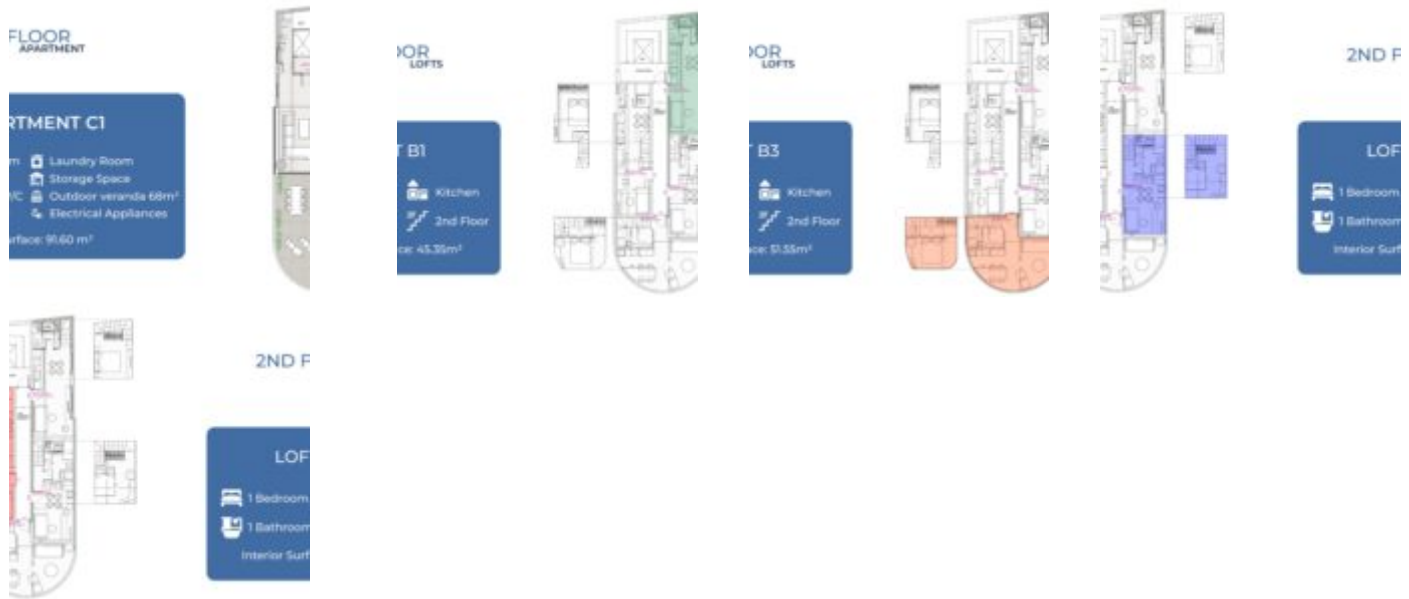 FLOOR
APARTMENT
RTMENT C1
m Laundry Room
Storage Space
/C Outdoor veranda 68m²
Electrical Appliances
urface: 91.60 m²
OOR
LOFTS
T B1
Kitchen
2nd Floor
ce: 45.35m²
OOR
LOFTS
T B3
Kitchen
2nd Floor
ce: 51.55m²
2ND F
LOF
1 Bedroom
1 Bathroom
Interior Surf
2ND F
LOF
1 Bedroom
1 Bathroom
Interior Surf